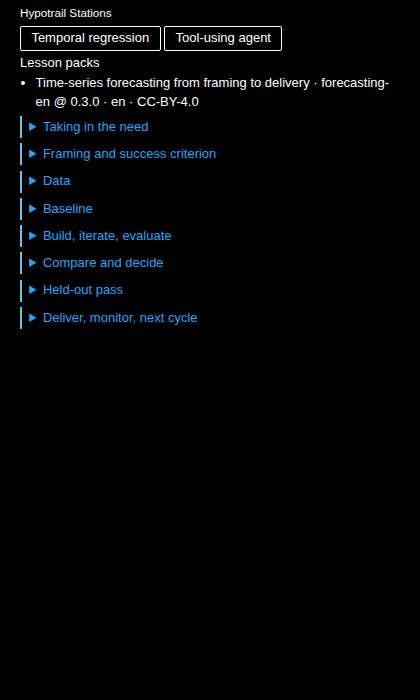 Hypotrail Stations
Temporal regression Tool-using agent
Lesson packs
• Time-series forecasting from framing to delivery · forecasting-
en @ 0.3.0 · en · CC-BY-4.0
▶ Taking in the need
▶ Framing and success criterion
▶ Data
▶ Baseline
▶ Build, iterate, evaluate
▶ Compare and decide
▶ Held-out pass
▶ Deliver, monitor, next cycle